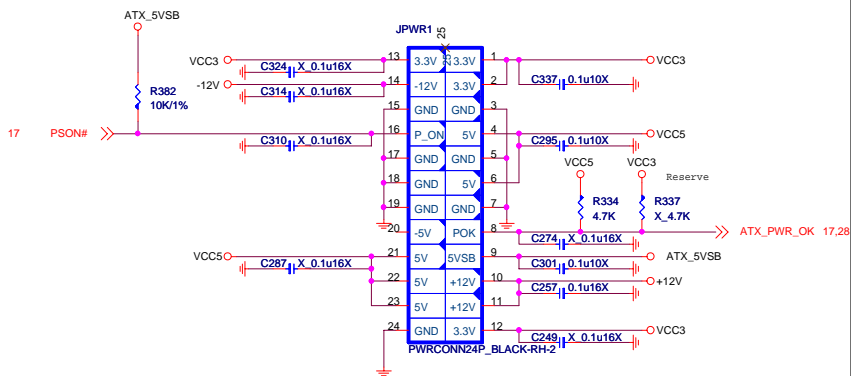 ATX_5VSB
JPWR1
25
25X
R382
10K/1%
17 PSON#
VCC3
C324 X_0.1u16X
-12V
C314 X_0.1u16X
C310 X_0.1u16X
VCC5
C287 X_0.1u16X
13 3.3V 3.3V 1
14 -12V 3.3V 2
15 GND GND 3
16 P_ON 5V 4
17 GND GND 5
18 GND 5V 6
19 GND GND 7
20 -5V POK 8
21 5V 5VSB 9
22 5V +12V 10
23 5V +12V 11
24 GND 3.3V 12
PWRCONN24P_BLACK-RH-2
VCC3
C337 0.1u10X
VCC5
C295 0.1u10X
VCC5 VCC3 Reserve
R334 R337
4.7K X_4.7K
ATX_PWR_OK 17,28
C274 X_0.1u16X
ATX_5VSB
C301 0.1u10X
+12V
C257 0.1u16X
VCC3
C249 X_0.1u16X